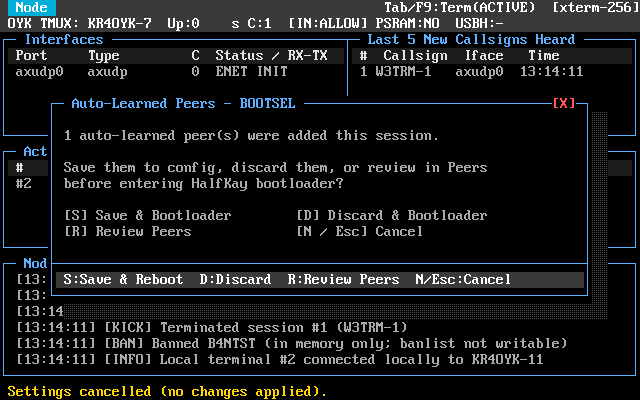 Node Tab/F9:Term(ACTIVE) [xterm-256]
OYK TMUX: KR4OYK-7 Up:0 s C:1 [IN:ALLOW] PSRAM:NO USBH:-
Interfaces
Port Type C Status / RX-TX
axudp0 axudp 0 ENET INIT
Last 5 New Callsigns Heard
# Callsign Iface Time
1 W3TRM-1 axudp0 13:14:11
Auto-Learned Peers - BOOTSEL [X]
1 auto-learned peer(s) were added this session.
Act
#
#2
Save them to config, discard them, or review in Peers
before entering HalfKay bootloader?
[S] Save & Bootloader [D] Discard & Bootloader
[R] Review Peers [N / Esc] Cancel
S:Save & Reboot D:Discard R:Review Peers N/Esc:Cancel
Nod
[13:
[13:
[13:14
[13:14:11] [KICK] Terminated session #1 (W3TRM-1)
[13:14:11] [BAN] Banned B4NTST (in memory only; banlist not writable)
[13:14:11] [INFO] Local terminal #2 connected locally to KR4OYK-11
Settings cancelled (no changes applied).